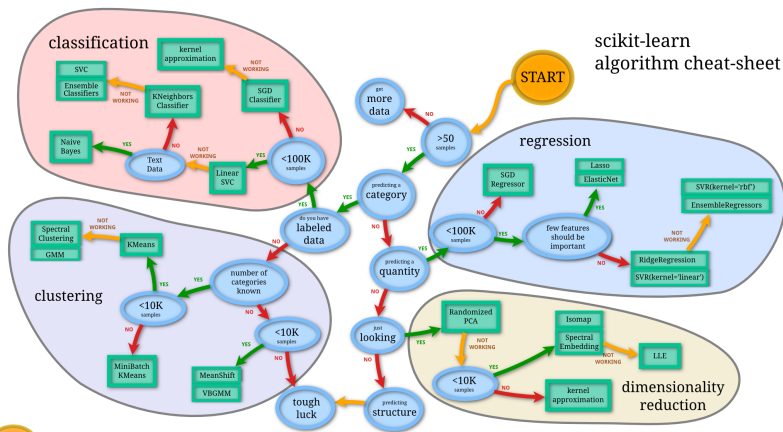 scikit-learn
algorithm cheat-sheet
classification
kernel
approximation
NOT
WORKING
SVC
Ensemble
Classifiers
NOT
WORKING
KNeighbors
Classifier
SGD
Classifier
NO
NO
Naive
Bayes
YES
Text
Data
NOT
WORKING
Linear
SVC
YES
<100K
samples
YES
START
get
more
data
NO
>50
samples
YES
predicting a
category
YES
do you have
labeled
data
NO
NO
predicting a
quantity
YES
NO
just
looking
YES
NO
predicting
structure
tough
luck
regression
SGD
Regressor
NO
<100K
samples
YES
few features
should be
important
YES
Lasso
ElasticNet
NO
RidgeRegression
SVR(kernel='linear')
NOT
WORKING
SVR(kernel='rbf')
EnsembleRegressors
clustering
Spectral
Clustering
GMM
NOT
WORKING
KMeans
YES
<10K
samples
YES
number of
categories
known
NO
NO
MiniBatch
KMeans
<10K
samples
YES
NO
MeanShift
VBGMM
dimensionality
reduction
Randomized
PCA
NOT
WORKING
<10K
samples
YES
Isomap
Spectral
Embedding
NOT
WORKING
LLE
NO
kernel
approximation